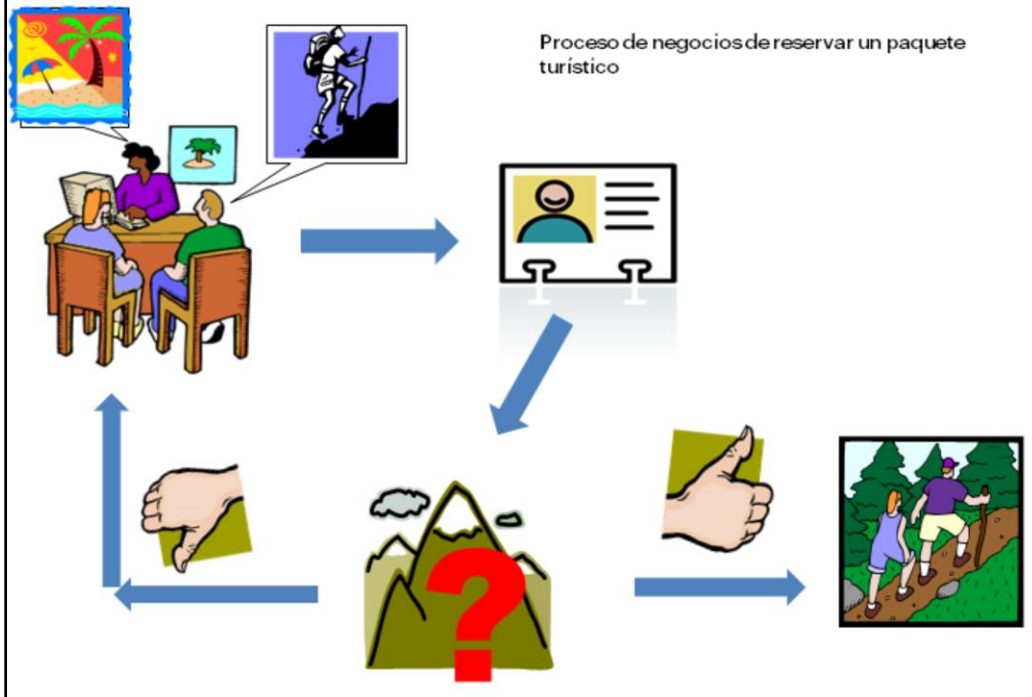 Proceso de negocios de reservar un paquete
turístico
?